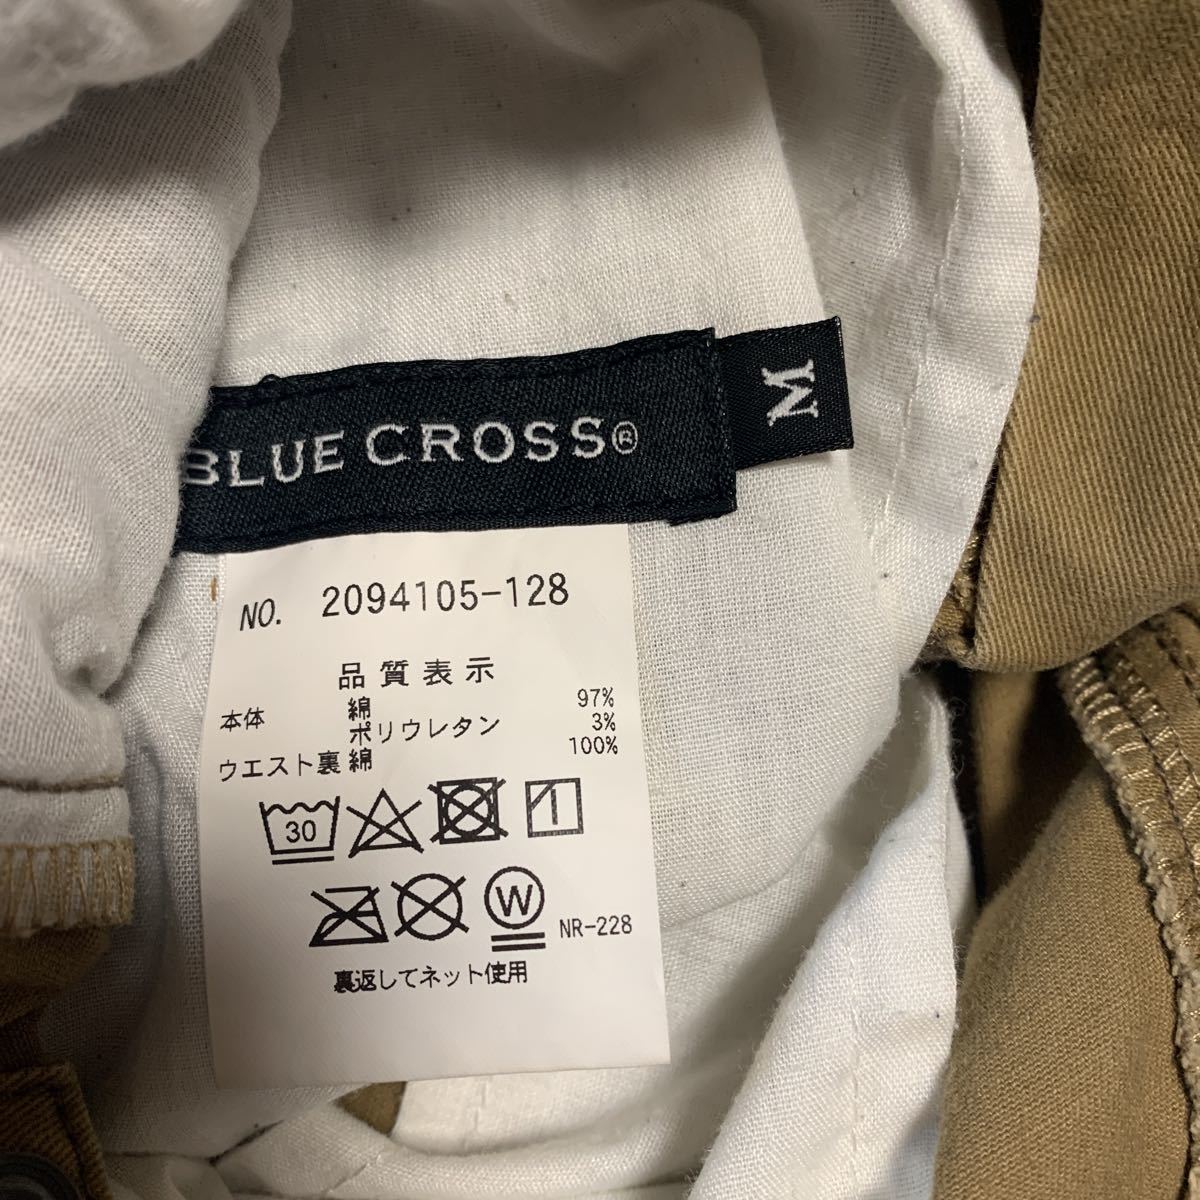 BLUE CROSS®
M
NO. 2094105-128
品質表示
本体 綿 97%
ポリウレタン 3%
ウエスト裏 綿 100%
30
W
NR-228
裏返してネット使用